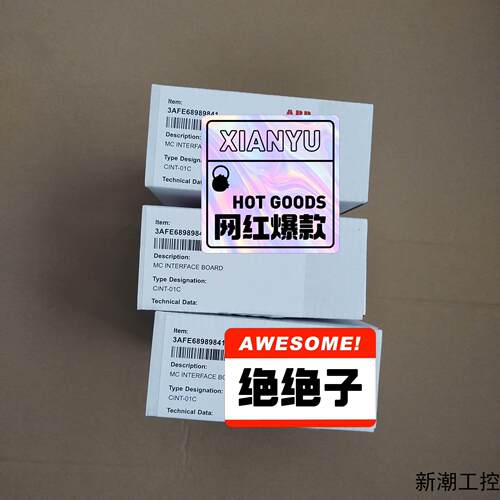 Item:
3AFE68989841
ABB
Description:
MC INTERFACE
Type Designation
CINT-01C
Technical Data
XIANYU
HOT GOODS
网红爆款
Item:
3AFE6898984
Description:
MC INTERFACE BOARD
Type Designation:
CINT-01C
Technical Data:
Item:
3AFE68989841
Description:
MC INTERFACE BO
Type Designation:
CINT-01C
Technical Data:
AWESOME!
绝绝子
新潮工控